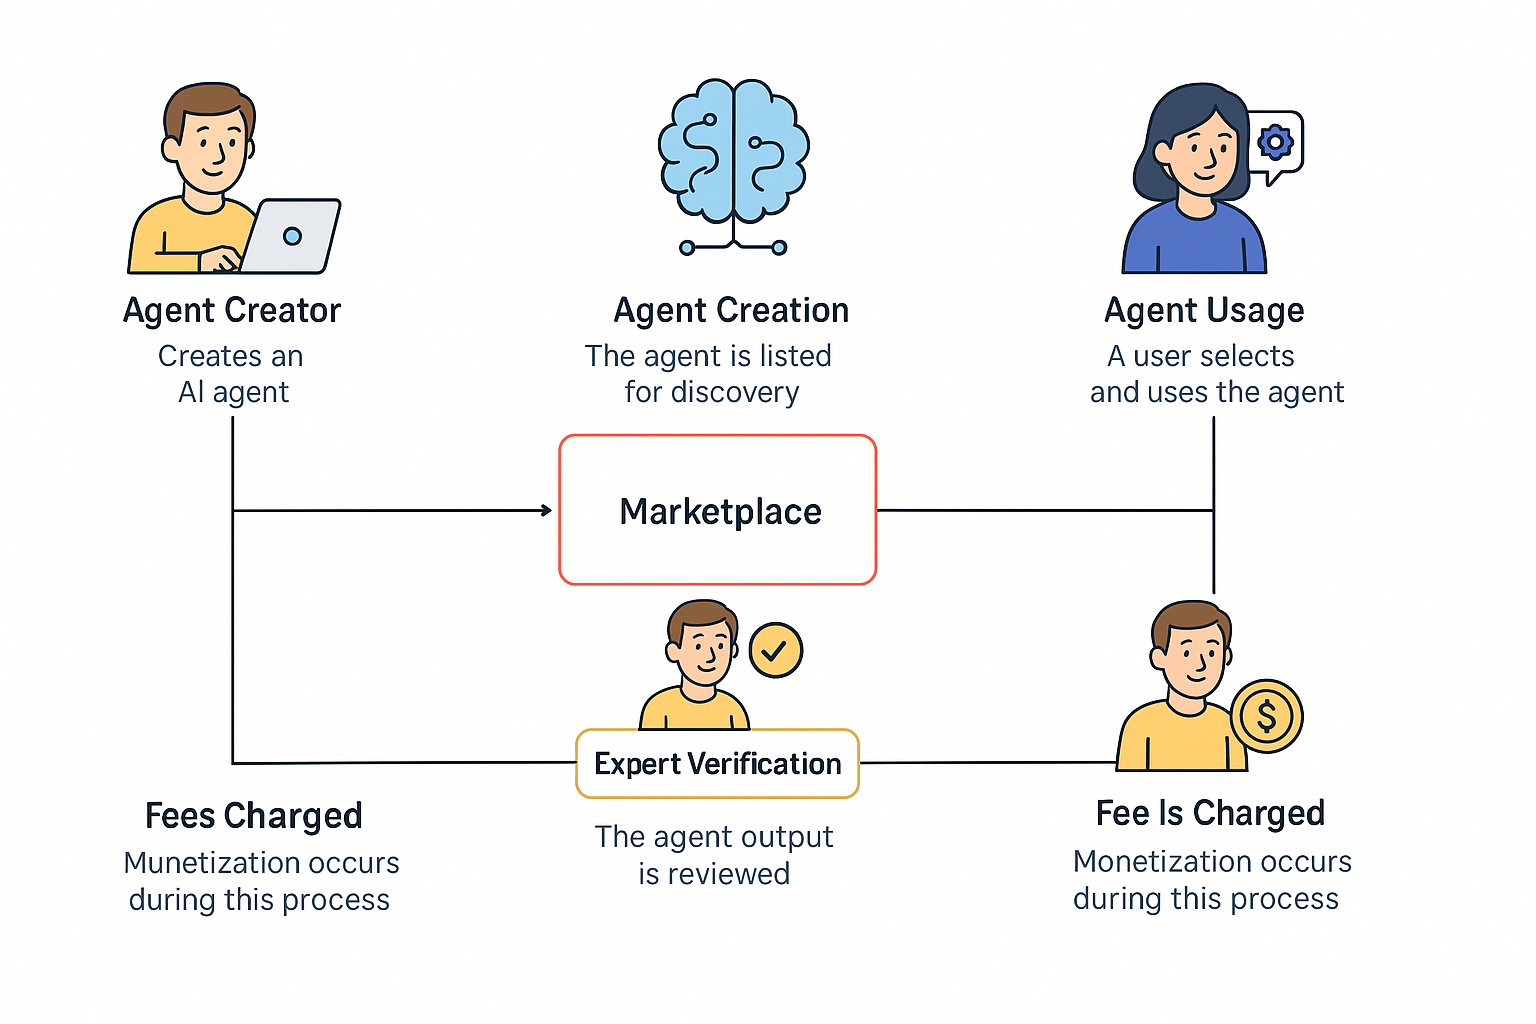 Agent Creator
Creates an
AI agent
Agent Creation
The agent is listed
for discovery
Agent Usage
A user selects
and uses the agent
Marketplace
Expert Verification
The agent output
is reviewed
$
Fees Charged
Munetization occurs
during this process
Fee Is Charged
Monetization occurs
during this process